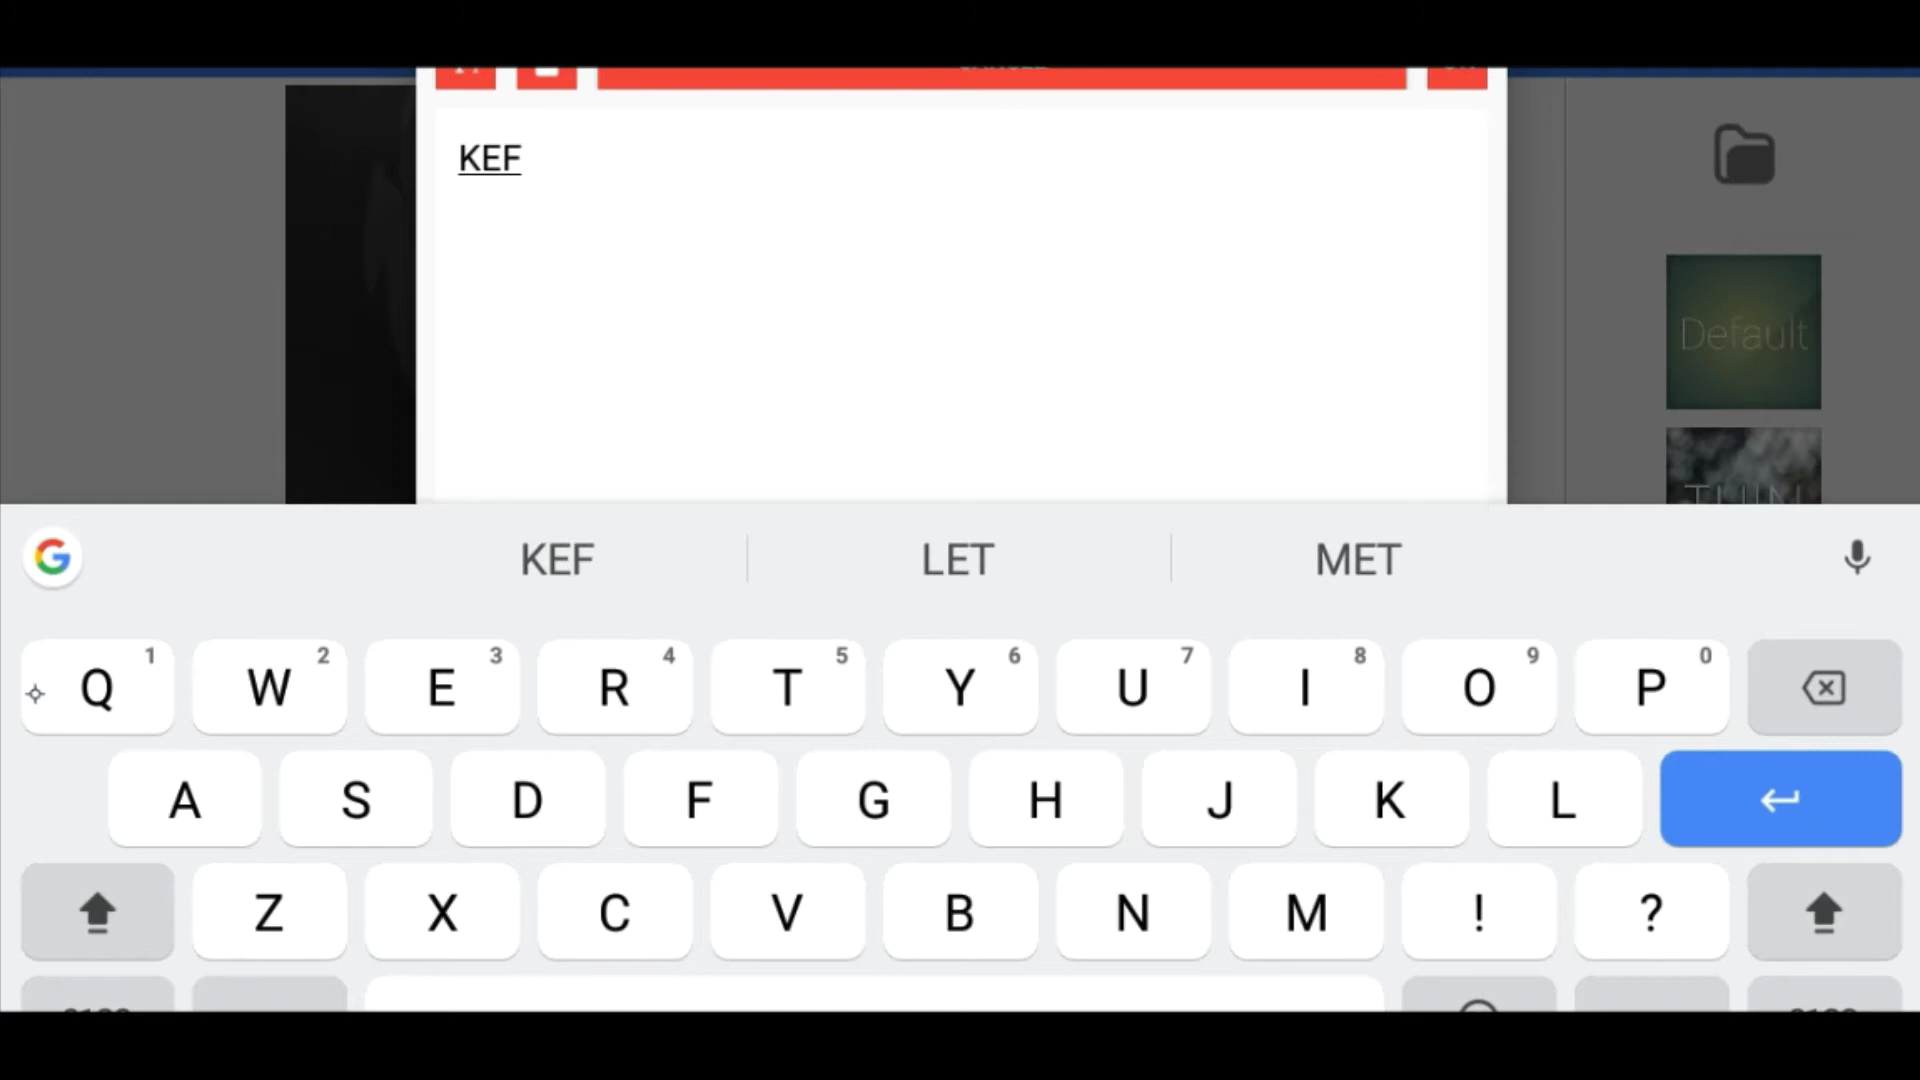 KEF
Default
KEF LET MET
1 2 3 4 5 6 7 8 9 0
Q W E R T Y U I O P
A S D F G H J K L
Z X C V B N M ! ?